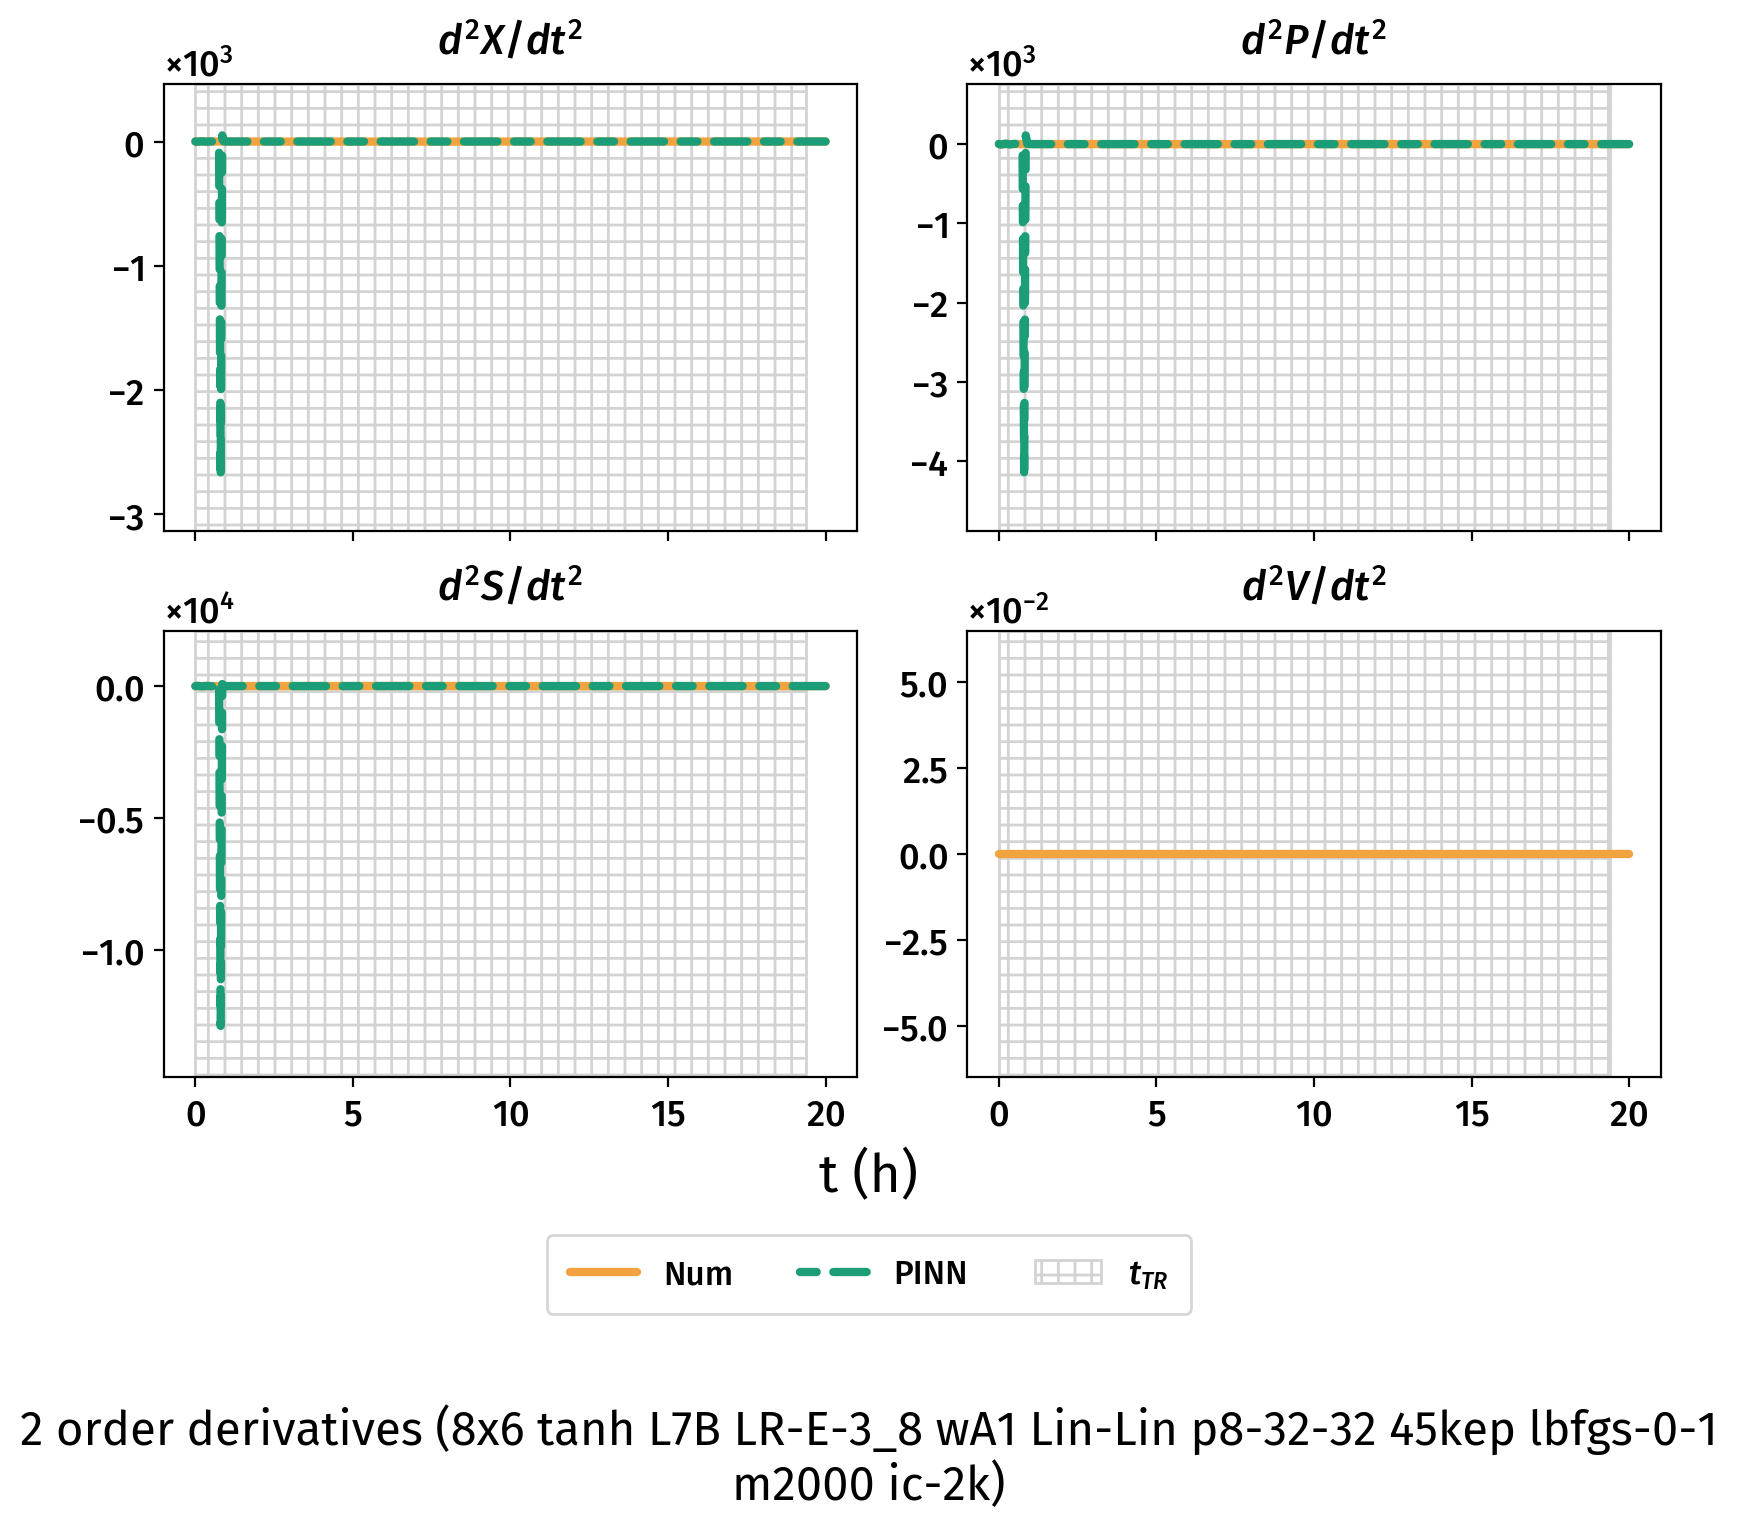 d²X/dt²
×10³
0
−1
−2
−3
d²P/dt²
×10³
0
−1
−2
−3
−4
d²S/dt²
×10⁴
0.0
−0.5
−1.0
0 5 10 15 20
d²V/dt²
×10⁻²
5.0
2.5
0.0
−2.5
−5.0
0 5 10 15 20
t (h)
Num PINN t_TR
2 order derivatives (8x6 tanh L7B LR-E-3_8 wA1 Lin-Lin p8-32-32 45kep lbfgs-0-1
m2000 ic-2k)